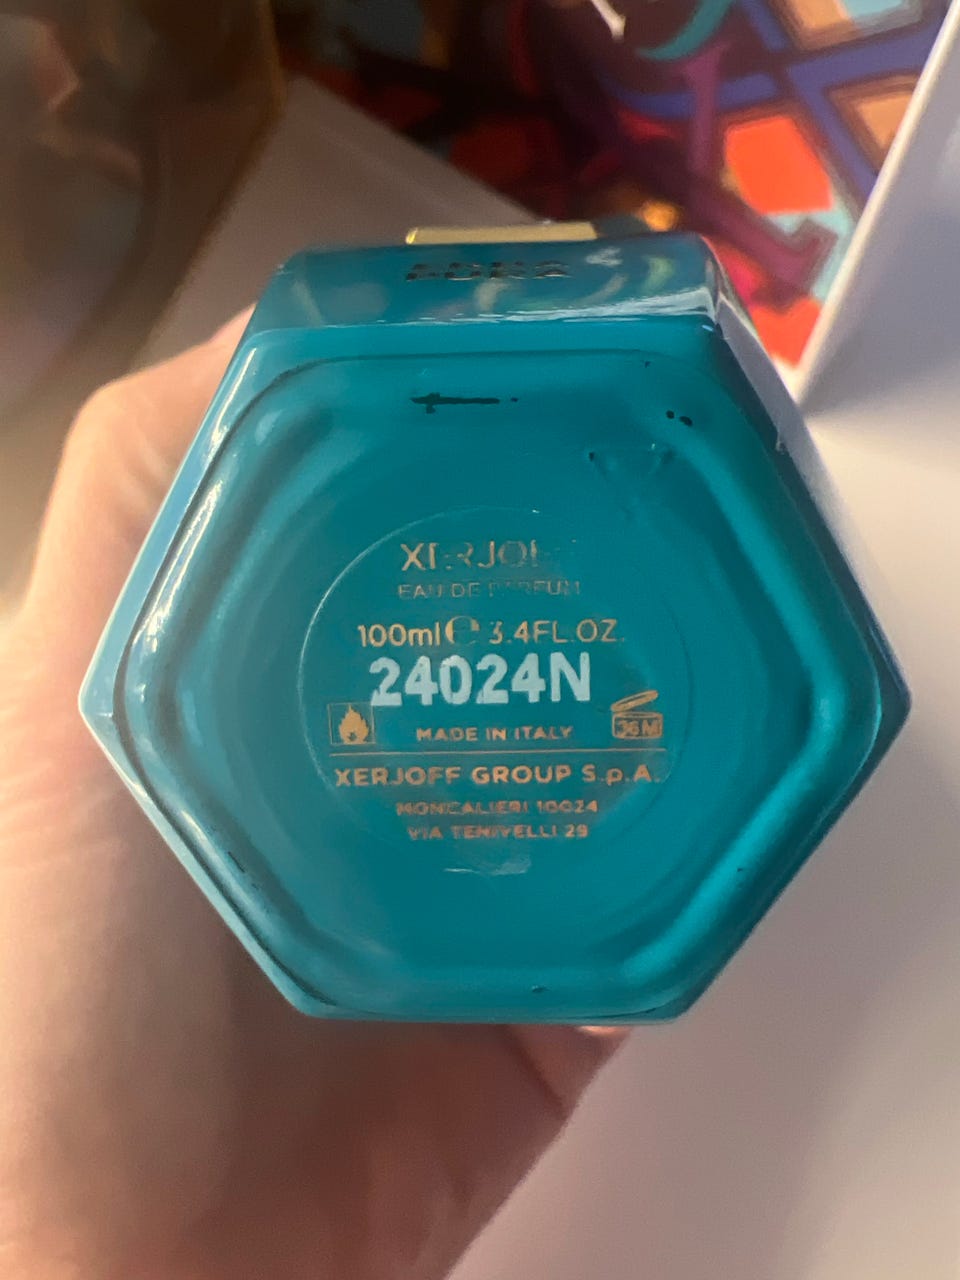 XERJOFF
EAU DE PARFUM
100ml ℮ 3.4FL.OZ.
24024N
36M
MADE IN ITALY
XERJOFF GROUP S.p.A.
MONCALIERI 10024
VIA TENIVELLI 29